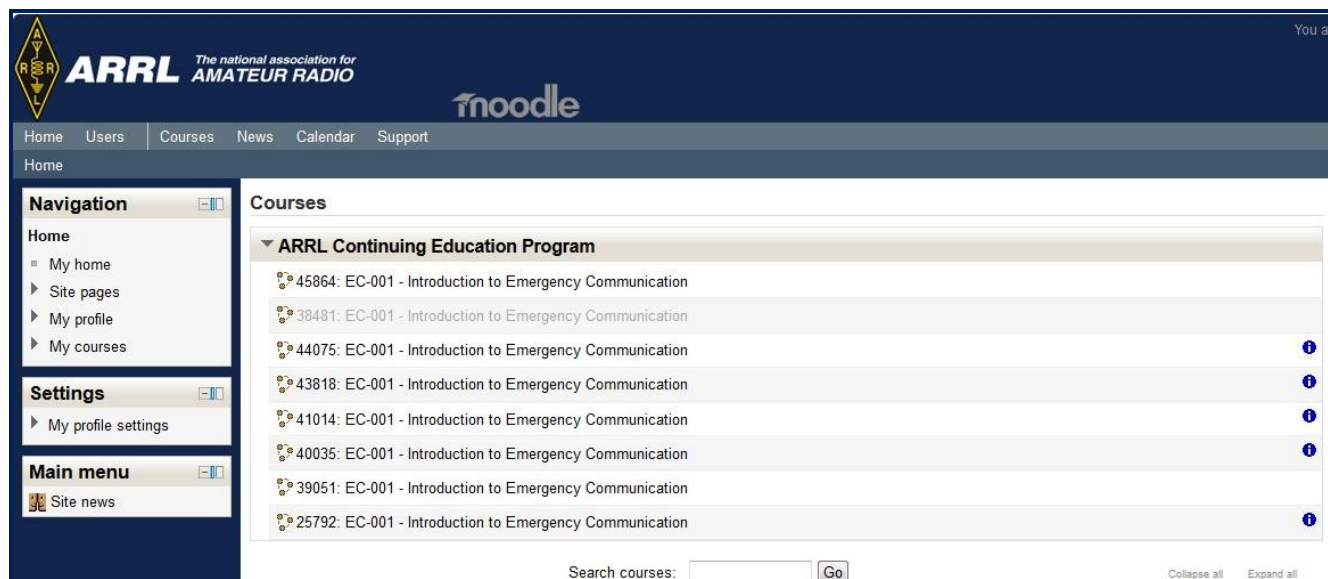 You a
ARRL The national association for
AMATEUR RADIO
moodle
Home Users Courses News Calendar Support
Home
Navigation
Home
My home
Site pages
My profile
My courses
Settings
My profile settings
Main menu
Site news
Courses
ARRL Continuing Education Program
45864: EC-001 - Introduction to Emergency Communication
38481: EC-001 - Introduction to Emergency Communication
44075: EC-001 - Introduction to Emergency Communication
43818: EC-001 - Introduction to Emergency Communication
41014: EC-001 - Introduction to Emergency Communication
40035: EC-001 - Introduction to Emergency Communication
39051: EC-001 - Introduction to Emergency Communication
25792: EC-001 - Introduction to Emergency Communication
Search courses: Go
Collapse all Expand all